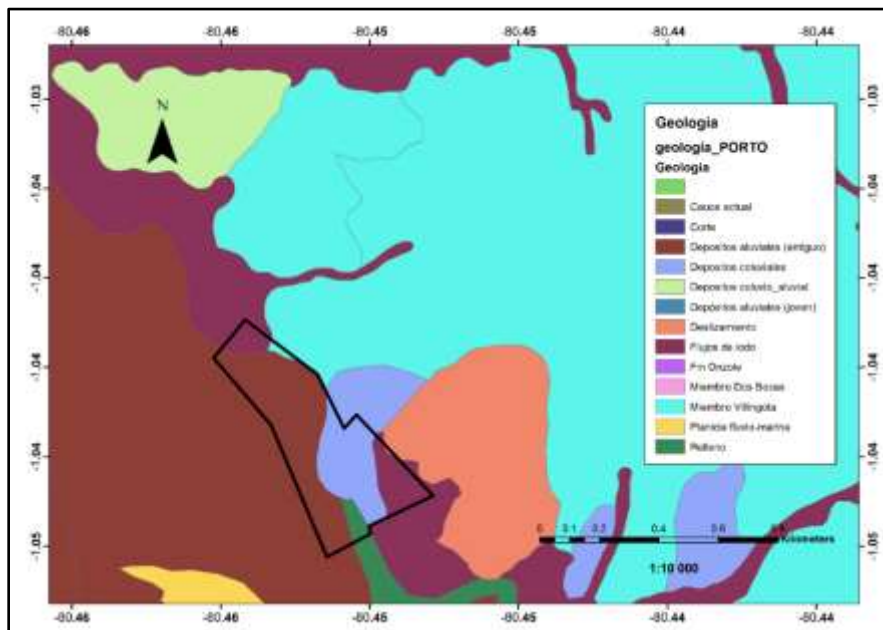 -80.46 -80.46 -80.45 -80.45 -80.44 -80.44
N
-1.03
-1.04
-1.04
-1.04
-1.04
-1.05
-1.03
-1.04
-1.04
-1.04
-1.04
-1.05
Geologia
geologia_PORTO
Geologia
Cauce actual
Corte
Depositos aluviales (antiguo)
Depositos coluviales
Depositos coluvio_aluvial
Depósitos aluviales (joven)
Deslizamiento
Flujos de lodo
Fm Onzole
Miembro Dos Bocas
Miembro Villingota
Planicie fluvio-marina
Relleno
0 0.1 0.2 0.4 0.6
Kilometers
1:10 000
-80.46 -80.46 -80.45 -80.45 -80.44 -80.44